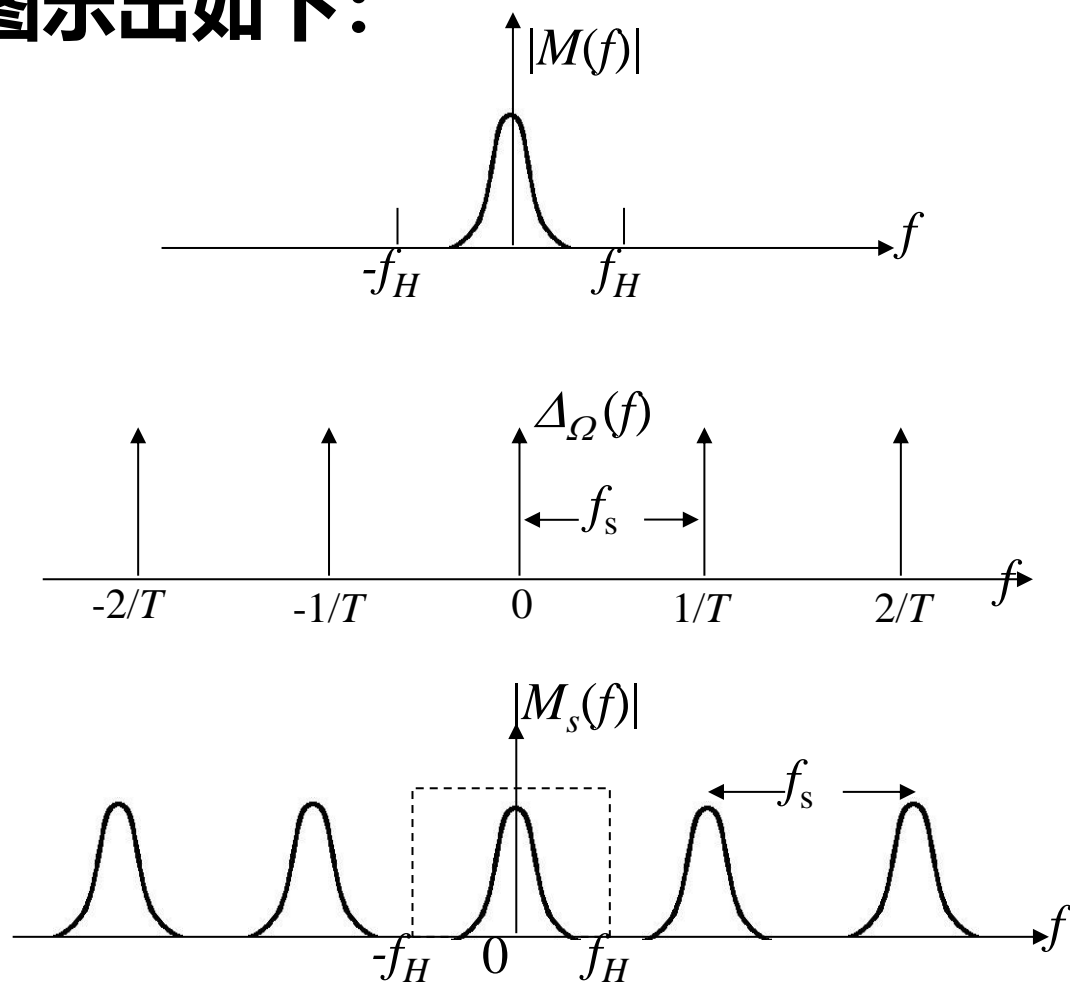 图示出如下：
|M(f)|
f
-f_H f_H
Δ_Ω(f)
f_s
f
-2/T -1/T 0 1/T 2/T
|M_s(f)|
f_s
f
-f_H 0 f_H